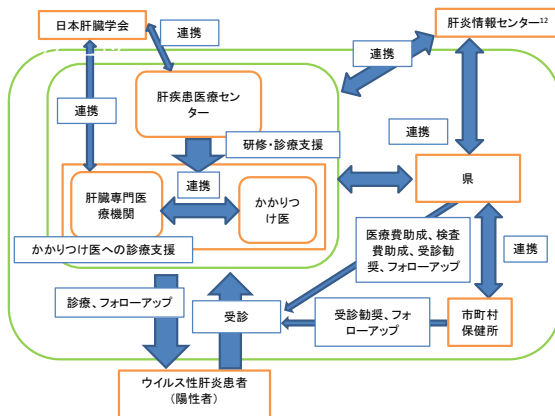 日本肝臓学会
連携
連携
肝炎情報センター¹²
肝疾患医療セン
ター
研修・診療支援
連携
連携
連携
肝臓専門医
療機関
かかりつ
け医
かかりつけ医への診療支援
県
医療費助成、検査
費助成、受診勧
奨、フォローアップ
連携
診療、フォローアップ
受診
受診勧奨、フォ
ローアップ
市町村
保健所
ウイルス性肝炎患者
(陽性者)